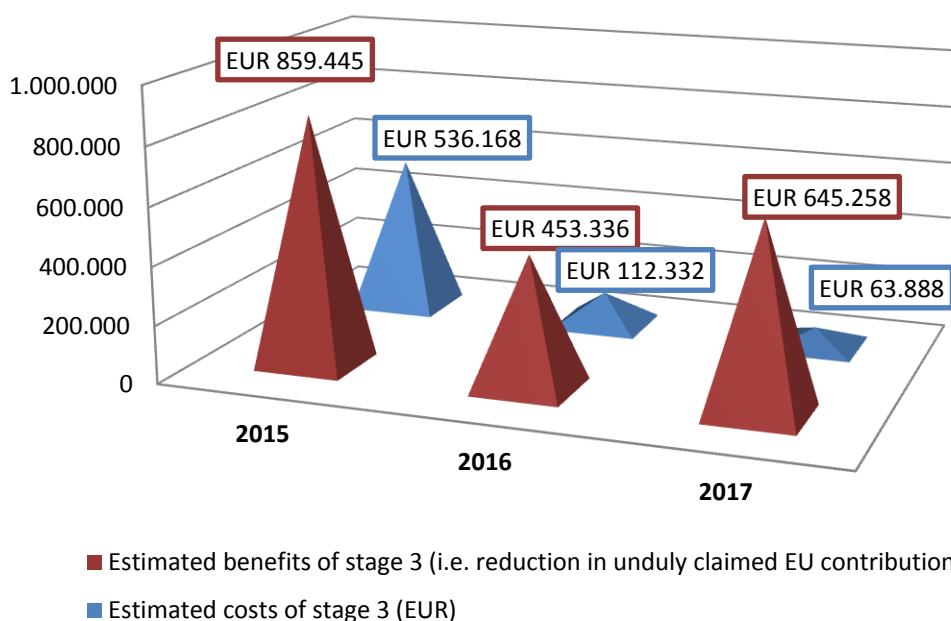 EUR 859.445
1.000.000
EUR 536.168
800.000
EUR 645.258
600.000
EUR 453.336
400.000
EUR 112.332
EUR 63.888
200.000
0
2015
2016
2017
Estimated benefits of stage 3 (i.e. reduction in unduly claimed EU contribution
Estimated costs of stage 3 (EUR)